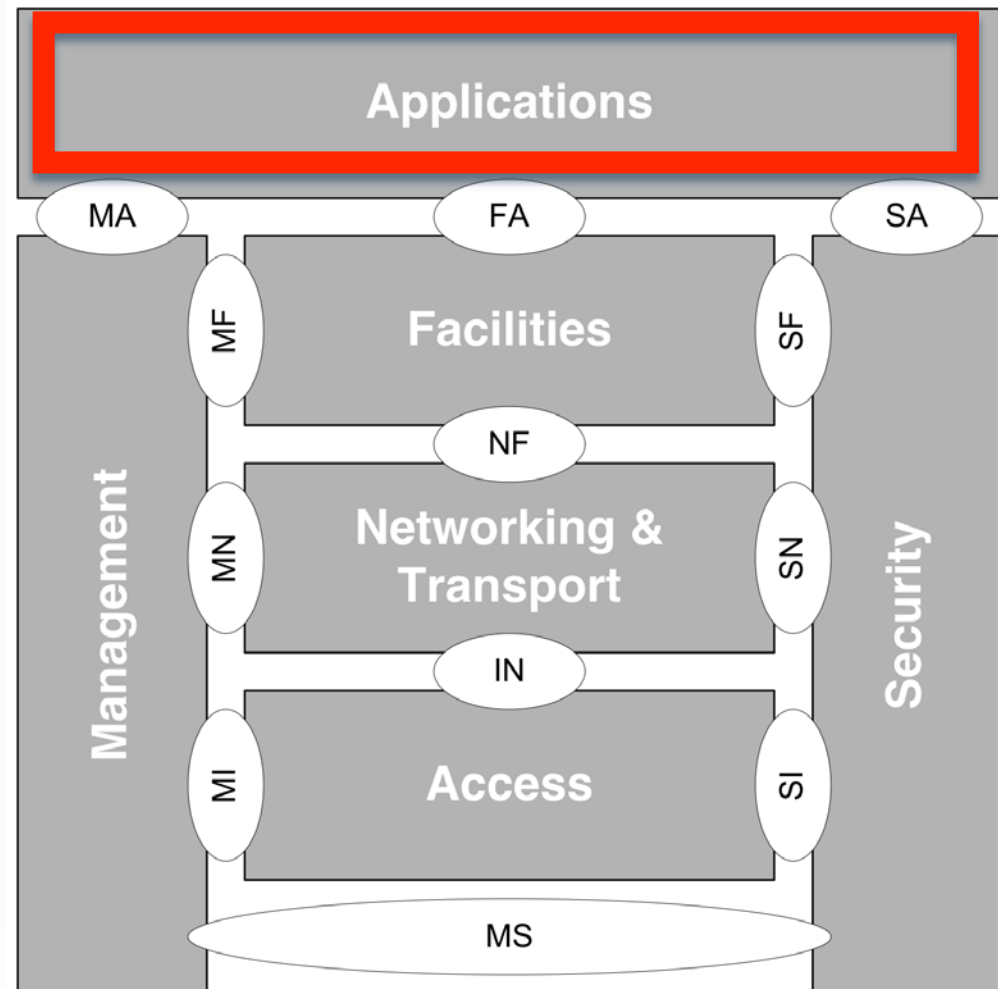 Applications
MA
FA
SA
MF
Facilities
SF
NF
Management
MN
Networking &
Transport
SN
Security
IN
MI
Access
SI
MS